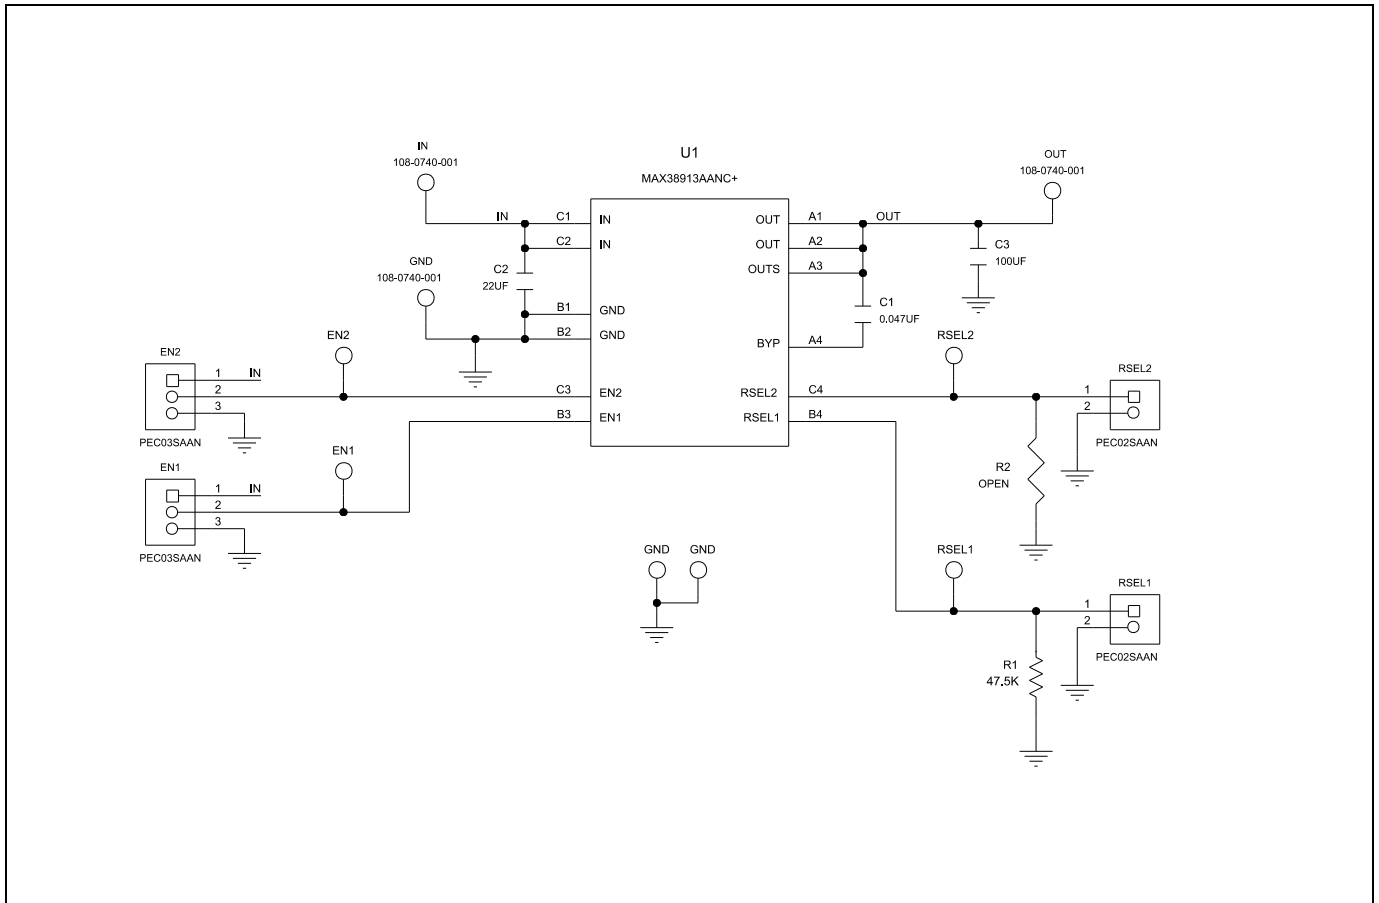 IN
108-0740-001
U1
MAX38913AANC+
OUT
108-0740-001
IN C1 IN
C2 IN
OUT A1 OUT
OUT A2
OUTS A3
C3
100UF
GND
108-0740-001
C2
22UF
B1 GND
B2 GND
C1
0.047UF
BYP A4
EN2
RSEL2
EN2
1 IN
2
3
PEC03SAAN
C3 EN2
B3 EN1
RSEL2 C4
RSEL1 B4
RSEL2
1
2
PEC02SAAN
EN1
EN1
1 IN
2
3
PEC03SAAN
R2
OPEN
GND GND
RSEL1
RSEL1
1
2
PEC02SAAN
R1
47.5K